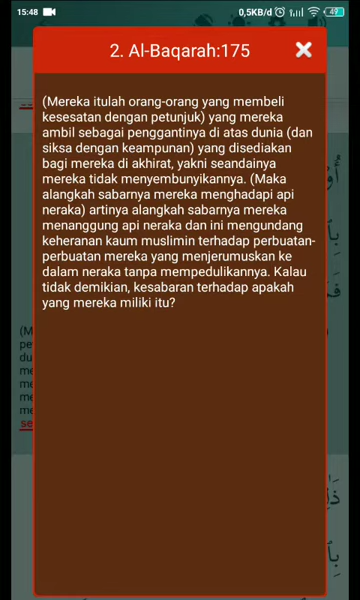 15:48
0,5KB/d
49
2. Al-Baqarah:175
(Mereka itulah orang-orang yang membeli
kesesatan dengan petunjuk) yang mereka
ambil sebagai penggantinya di atas dunia (dan
siksa dengan keampunan) yang disediakan
bagi mereka di akhirat, yakni seandainya
mereka tidak menyembunyikannya. (Maka
alangkah sabarnya mereka menghadapi api
neraka) artinya alangkah sabarnya mereka
menanggung api neraka dan ini mengundang
keheranan kaum muslimin terhadap perbuatan-
perbuatan mereka yang menjerumuskan ke
dalam neraka tanpa mempedulikannya. Kalau
tidak demikian, kesabaran terhadap apakah
yang mereka miliki itu?